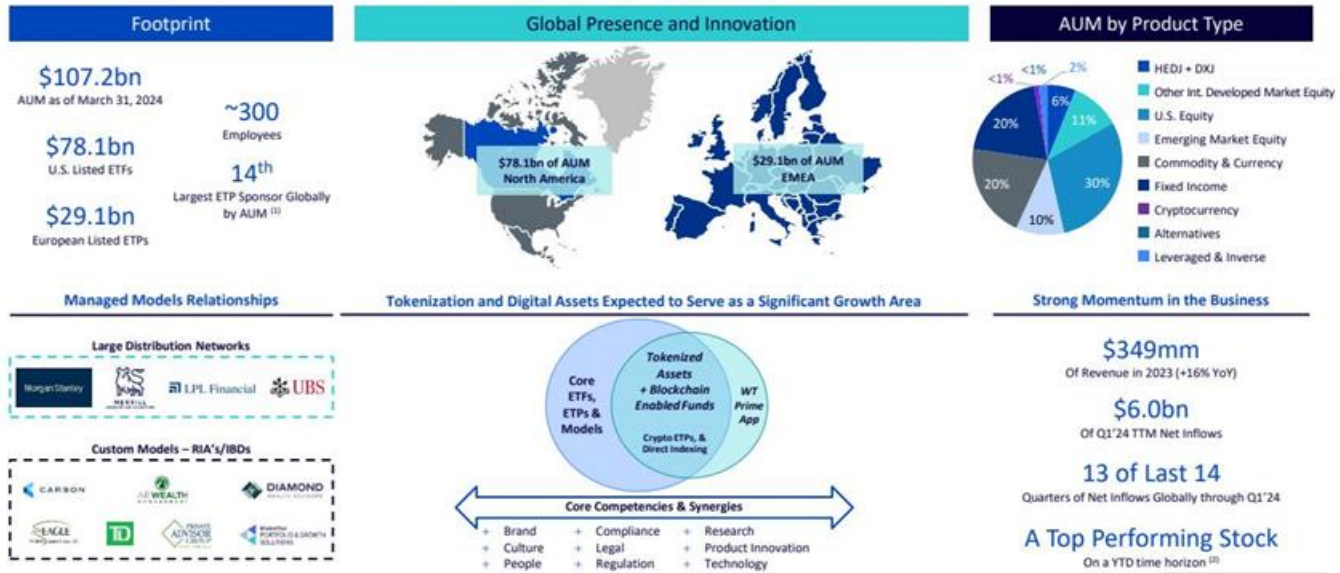 Footprint
$107.2bn
AUM as of March 31, 2024
$78.1bn
U.S. Listed ETFs
$29.1bn
European Listed ETPs
~300
Employees
14th
Largest ETP Sponsor Globally
by AUM (1)
Global Presence and Innovation
$78.1bn of AUM
North America
$29.1bn of AUM
EMEA
AUM by Product Type
<1%
<1%
2%
6%
11%
30%
10%
20%
20%
HEDJ + DXJ
Other Int. Developed Market Equity
U.S. Equity
Emerging Market Equity
Commodity & Currency
Fixed Income
Cryptocurrency
Alternatives
Leveraged & Inverse
Managed Models Relationships
Large Distribution Networks
Morgan Stanley
MERRILL
LPL Financial
UBS
Custom Models – RIA's/IBDs
CARSON
WEALTH
DIAMOND
EAGLE
TD
PRIVATE
ADVISOR
GROUP
PORTFOLIO & GROWTH
SOLUTIONS
Tokenization and Digital Assets Expected to Serve as a Significant Growth Area
Core
ETFs,
ETPs &
Models
Tokenized
Assets
+ Blockchain
Enabled Funds
Crypto ETPs, &
Direct Indexing
WT
Prime
App
Core Competencies & Synergies
+ Brand
+ Culture
+ People
+ Compliance
+ Legal
+ Regulation
+ Research
+ Product Innovation
+ Technology
Strong Momentum in the Business
$349mm
Of Revenue in 2023 (+16% YoY)
$6.0bn
Of Q1'24 TTM Net Inflows
13 of Last 14
Quarters of Net Inflows Globally through Q1'24
A Top Performing Stock
On a YTD time horizon (2)